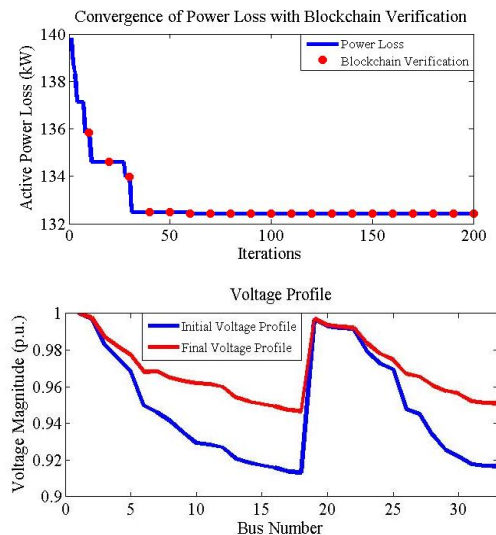 Convergence of Power Loss with Blockchain Verification
140
138
136
134
132
Active Power Loss (kW)
Power Loss
Blockchain Verification
0
50
100
150
200
Iterations
Voltage Profile
1
0.98
0.96
0.94
0.92
0.9
Voltage Magnitude (p.u.)
Initial Voltage Profile
Final Voltage Profile
0
5
10
15
20
25
30
Bus Number